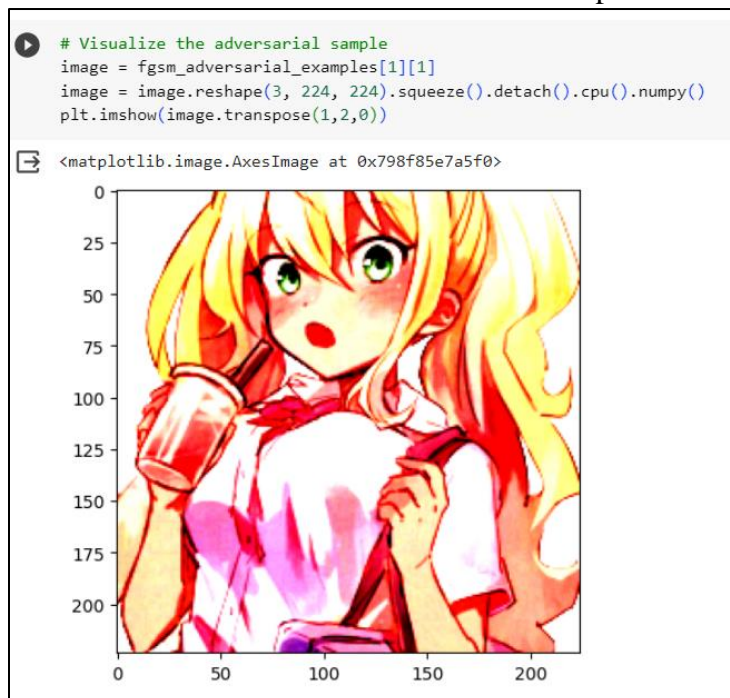 # Visualize the adversarial sample
image = fgsm_adversarial_examples[1][1]
image = image.reshape(3, 224, 224).squeeze().detach().cpu().numpy()
plt.imshow(image.transpose(1,2,0))
<matplotlib.image.AxesImage at 0x798f85e7a5f0>
0
25
50
75
100
125
150
175
200
0 50 100 150 200